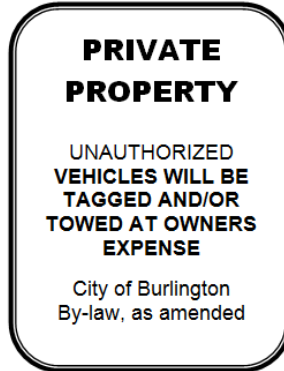 PRIVATE
PROPERTY
UNAUTHORIZED
VEHICLES WILL BE
TAGGED AND/OR
TOWED AT OWNERS
EXPENSE
City of Burlington
By-law, as amended